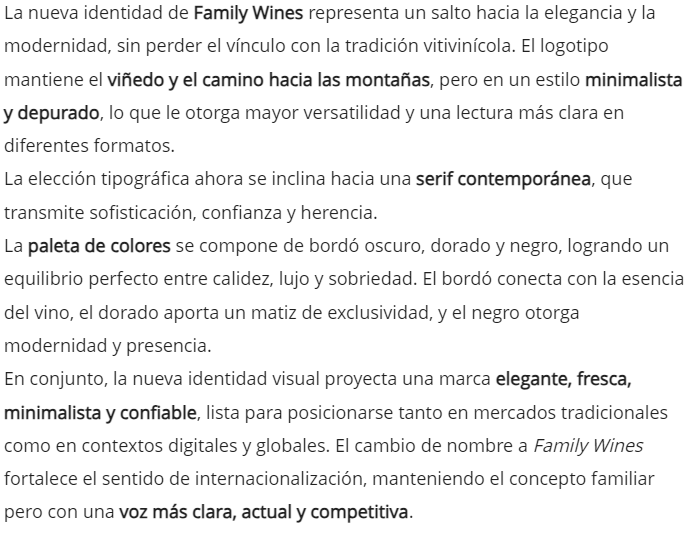 La nueva identidad de Family Wines representa un salto hacia la elegancia y la
modernidad, sin perder el vínculo con la tradición vitivinícola. El logotipo
mantiene el viñedo y el camino hacia las montañas, pero en un estilo minimalista
y depurado, lo que le otorga mayor versatilidad y una lectura más clara en
diferentes formatos.
La elección tipográfica ahora se inclina hacia una serif contemporánea, que
transmite sofisticación, confianza y herencia.
La paleta de colores se compone de bordó oscuro, dorado y negro, logrando un
equilibrio perfecto entre calidez, lujo y sobriedad. El bordó conecta con la esencia
del vino, el dorado aporta un matiz de exclusividad, y el negro otorga
modernidad y presencia.
En conjunto, la nueva identidad visual proyecta una marca elegante, fresca,
minimalista y confiable, lista para posicionarse tanto en mercados tradicionales
como en contextos digitales y globales. El cambio de nombre a Family Wines
fortalece el sentido de internacionalización, manteniendo el concepto familiar
pero con una voz más clara, actual y competitiva.